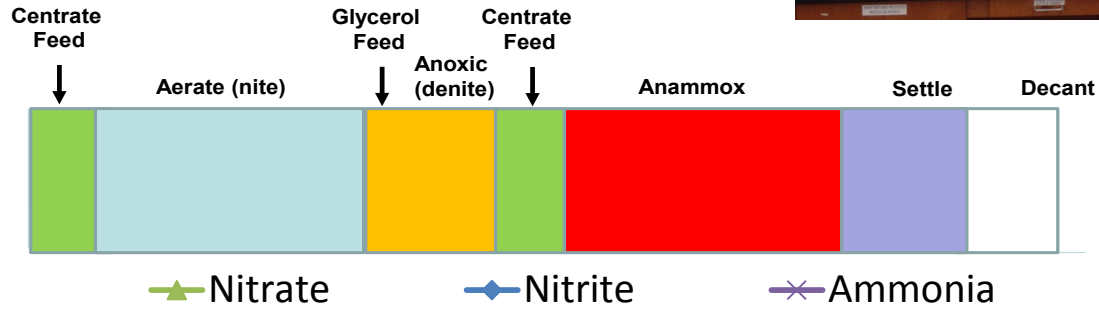 Centrate
Feed
Aerate (nite)
Glycerol
Feed
Anoxic
(denite)
Centrate
Feed
Anammox
Settle
Decant
Nitrate
Nitrite
Ammonia